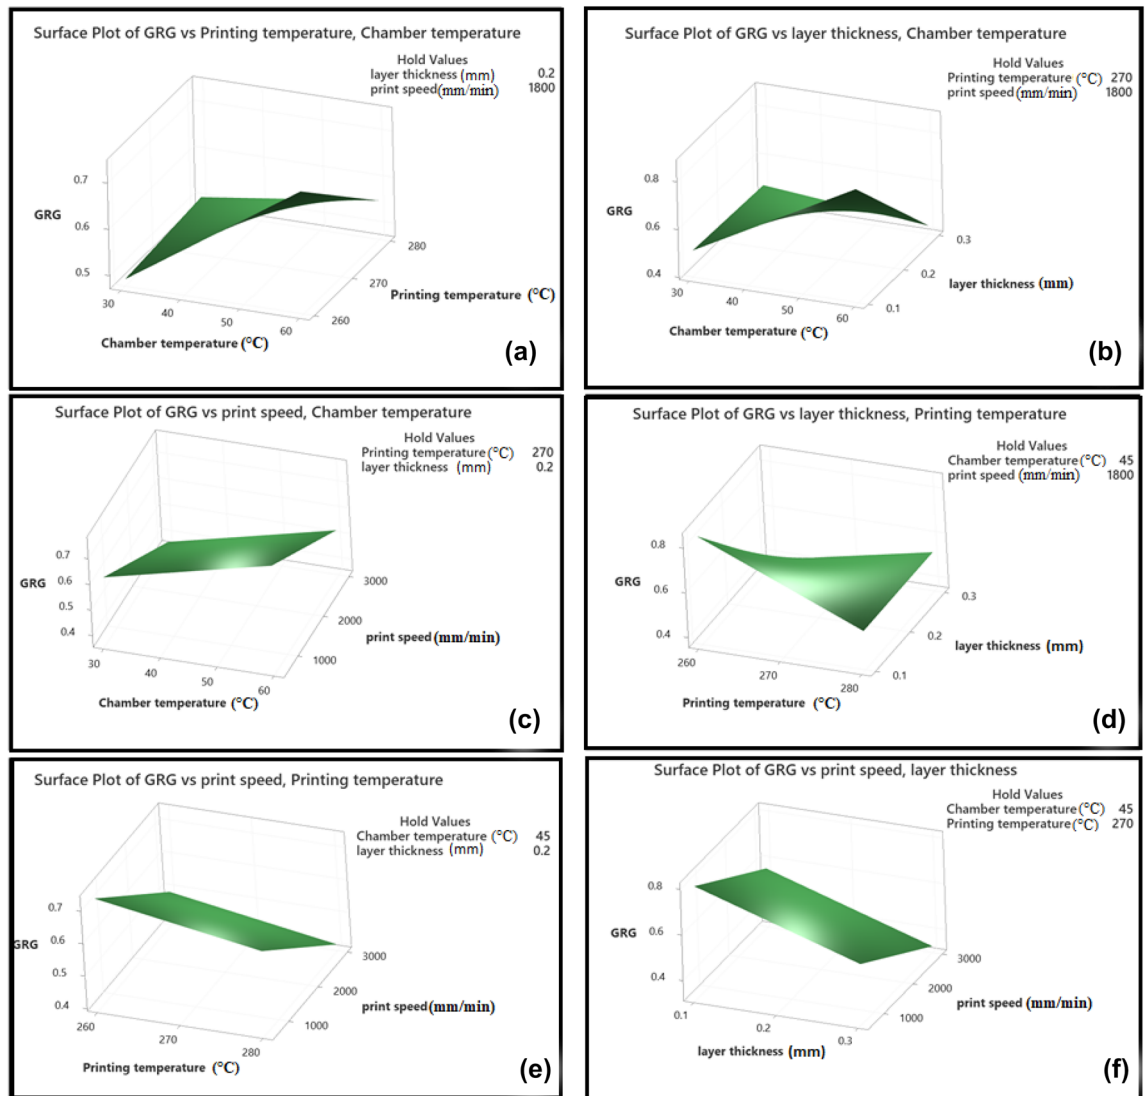 Surface Plot of GRG vs Printing temperature, Chamber temperature
Hold Values
layer thickness (mm) 0.2
print speed(mm/min) 1800
0.7
GRG
0.6
0.5
280
270
Printing temperature (°C)
260
30
40
50
60
Chamber temperature (°C)
(a)
Surface Plot of GRG vs layer thickness, Chamber temperature
Hold Values
Printing temperature (°C) 270
print speed (mm/min) 1800
0.8
GRG
0.6
0.4
0.3
0.2
layer thickness (mm)
0.1
30
40
50
60
Chamber temperature (°C)
(b)
Surface Plot of GRG vs print speed, Chamber temperature
Hold Values
Printing temperature (°C) 270
layer thickness (mm) 0.2
0.7
GRG 0.6
0.5
0.4
3000
2000
print speed (mm/min)
1000
30
40
50
60
Chamber temperature (°C)
(c)
Surface Plot of GRG vs layer thickness, Printing temperature
Hold Values
Chamber temperature (°C) 45
print speed (mm/min) 1800
0.8
GRG
0.6
0.4
0.3
0.2
layer thickness (mm)
0.1
260
270
280
Printing temperature (°C)
(d)
Surface Plot of GRG vs print speed, Printing temperature
Hold Values
Chamber temperature (°C) 45
layer thickness (mm) 0.2
0.7
GRG 0.6
0.5
0.4
3000
2000
print speed (mm/min)
1000
260
270
280
Printing temperature (°C)
(e)
Surface Plot of GRG vs print speed, layer thickness
Hold Values
Chamber temperature (°C) 45
Printing temperature (°C) 270
0.8
GRG 0.6
0.4
3000
2000
print speed (mm/min)
1000
0.1
0.2
0.3
layer thickness (mm)
(f)